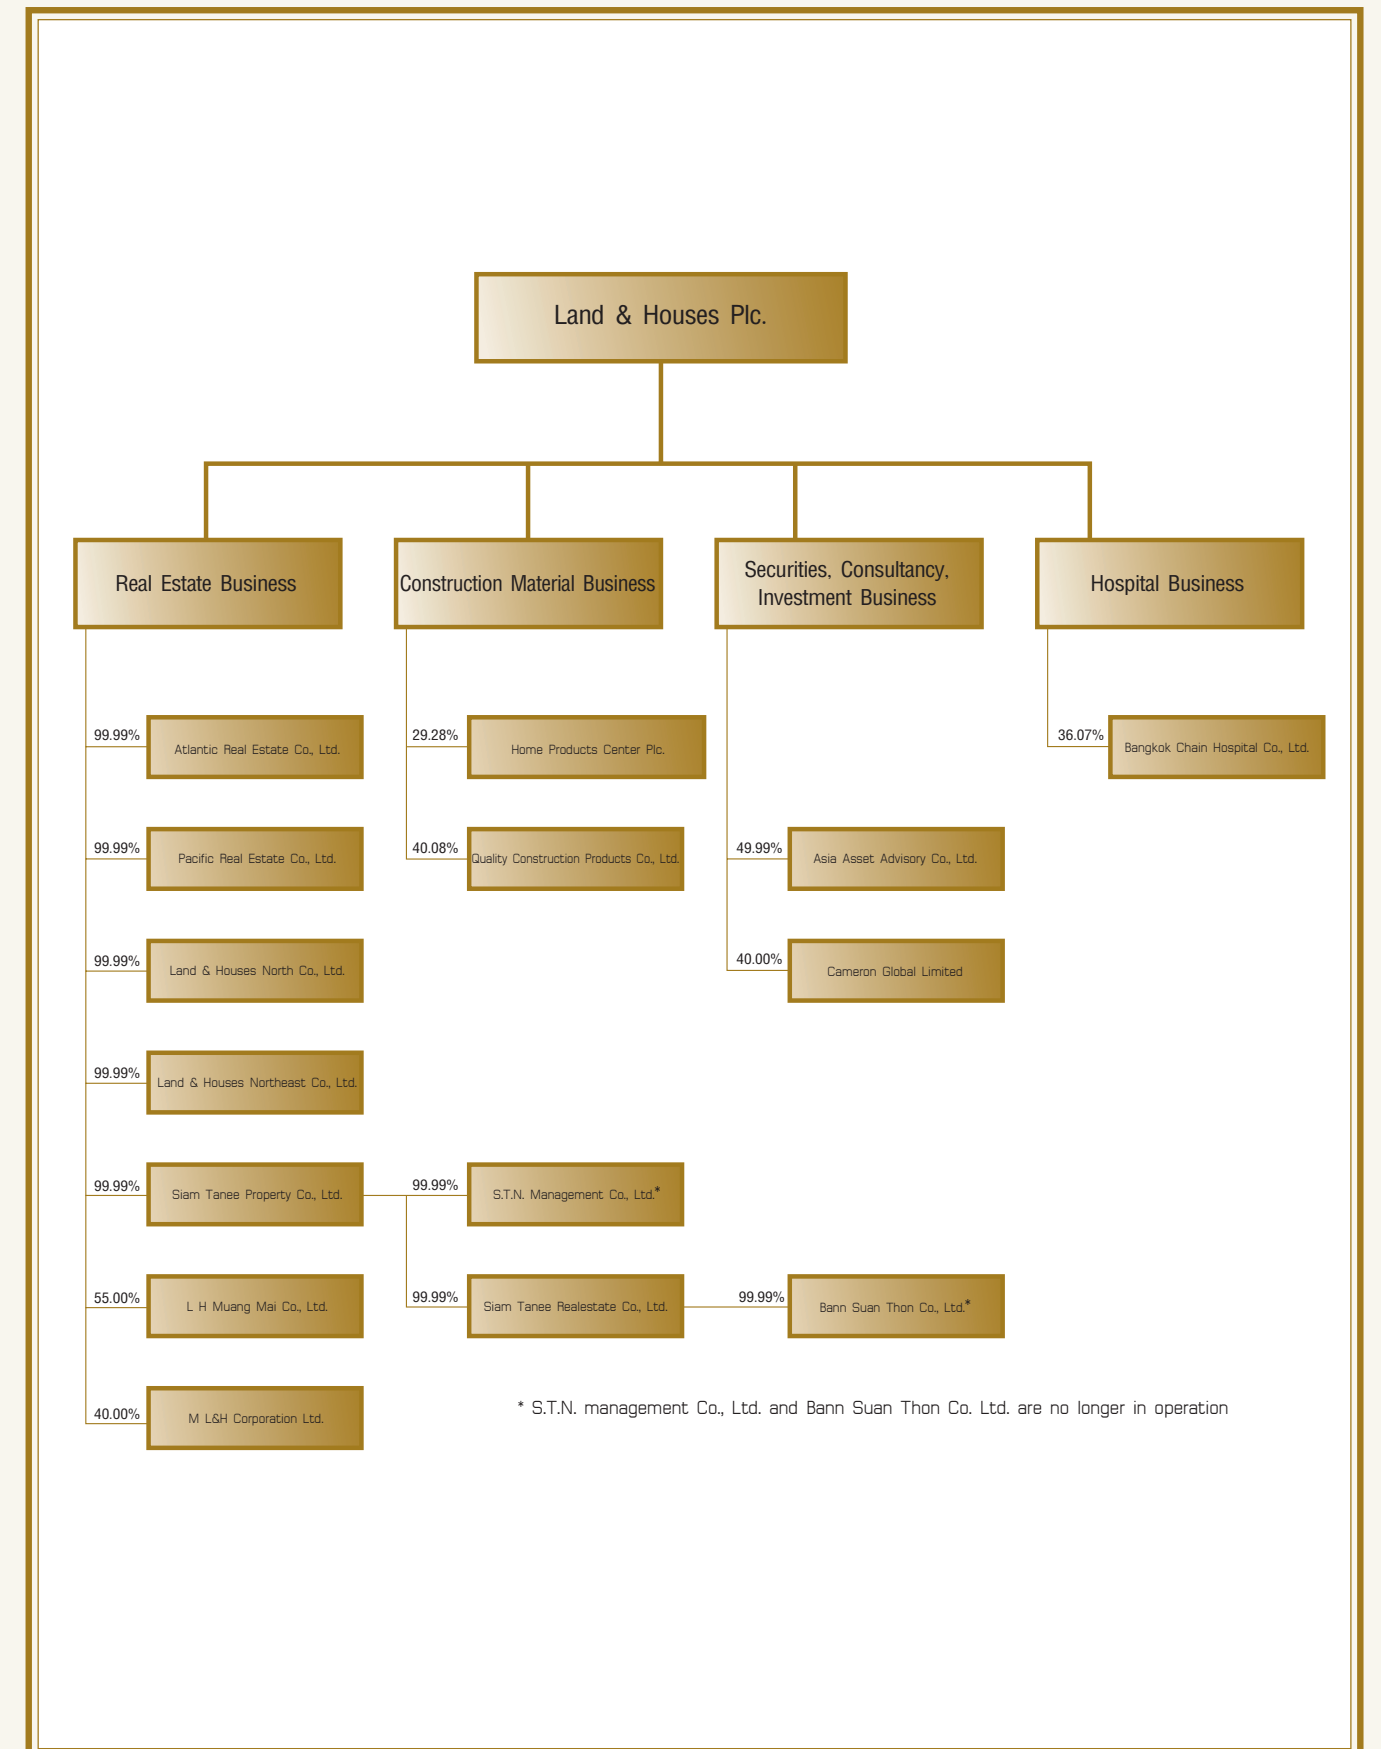 Land & Houses Plc.
Real Estate Business
Construction Material Business
Securities, Consultancy,
Investment Business
Hospital Business
99.99%
Atlantic Real Estate Co., Ltd.
29.28%
Home Products Center Plc.
36.07%
Bangkok Chain Hospital Co., Ltd.
99.99%
Pacific Real Estate Co., Ltd.
40.08%
Quality Construction Products Co., Ltd.
49.99%
Asia Asset Advisory Co., Ltd.
99.99%
Land & Houses North Co., Ltd.
40.00%
Cameron Global Limited
99.99%
Land & Houses Northeast Co., Ltd.
99.99%
Siam Tanee Property Co., Ltd.
99.99%
S.T.N. Management Co., Ltd.*
55.00%
L H Muang Mai Co., Ltd.
99.99%
Siam Tanee Realestate Co., Ltd.
99.99%
Bann Suan Thon Co., Ltd.*
40.00%
M L&H Corporation Ltd.
* S.T.N. management Co., Ltd. and Bann Suan Thon Co. Ltd. are no longer in operation